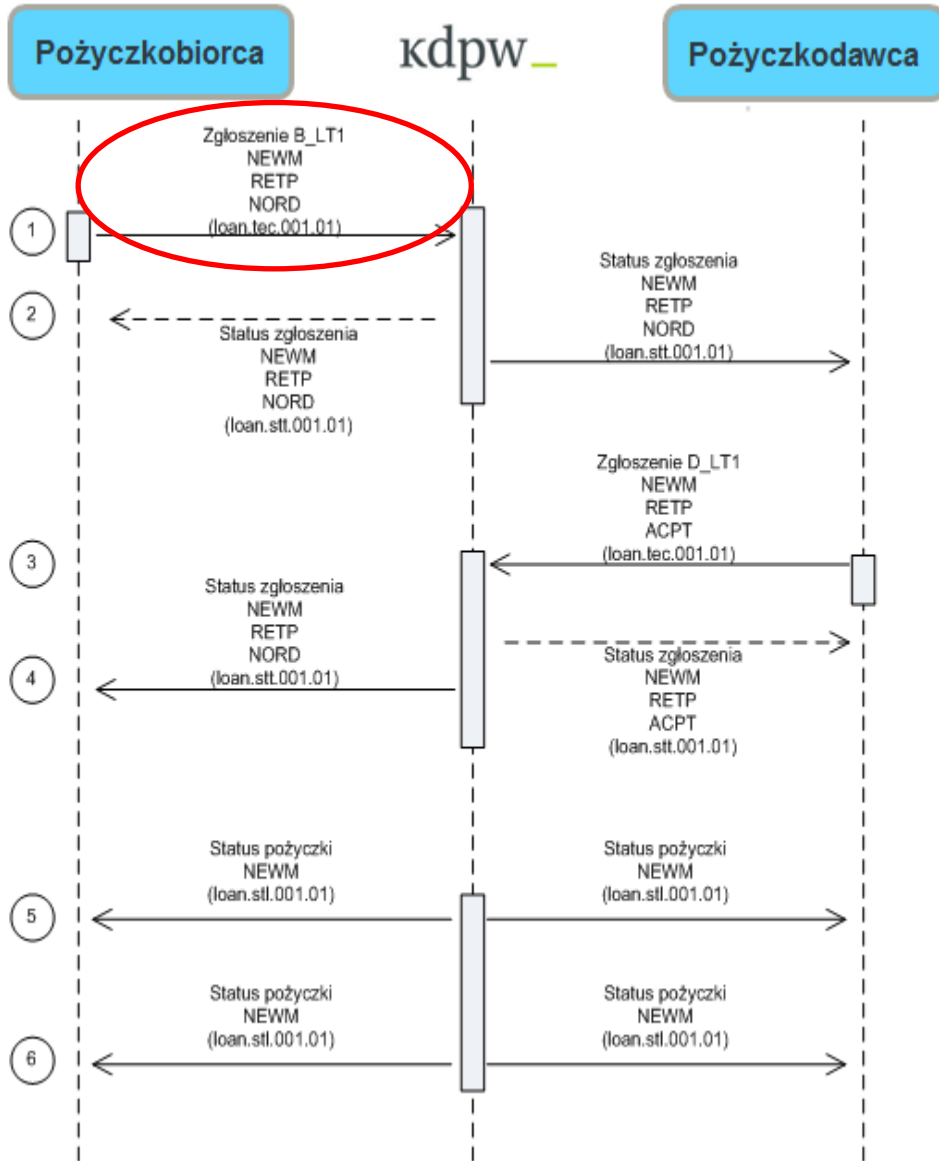 Pożyczkobiorca
kdpw_
Pożyczkodawca
Zgłoszenie B_LT1
NEWM
RETP
NORD
(loan.tec.001.01)
1
Status zgłoszenia
NEWM
RETP
NORD
(loan.stt.001.01)
2
Status zgłoszenia
NEWM
RETP
NORD
(loan.stt.001.01)
Zgłoszenie D_LT1
NEWM
RETP
ACPT
(loan.tec.001.01)
3
Status zgłoszenia
NEWM
RETP
NORD
(loan.stt.001.01)
4
Status zgłoszenia
NEWM
RETP
ACPT
(loan.stt.001.01)
Status pożyczki
NEWM
(loan.stl.001.01)
Status pożyczki
NEWM
(loan.stl.001.01)
5
Status pożyczki
NEWM
(loan.stl.001.01)
Status pożyczki
NEWM
(loan.stl.001.01)
6